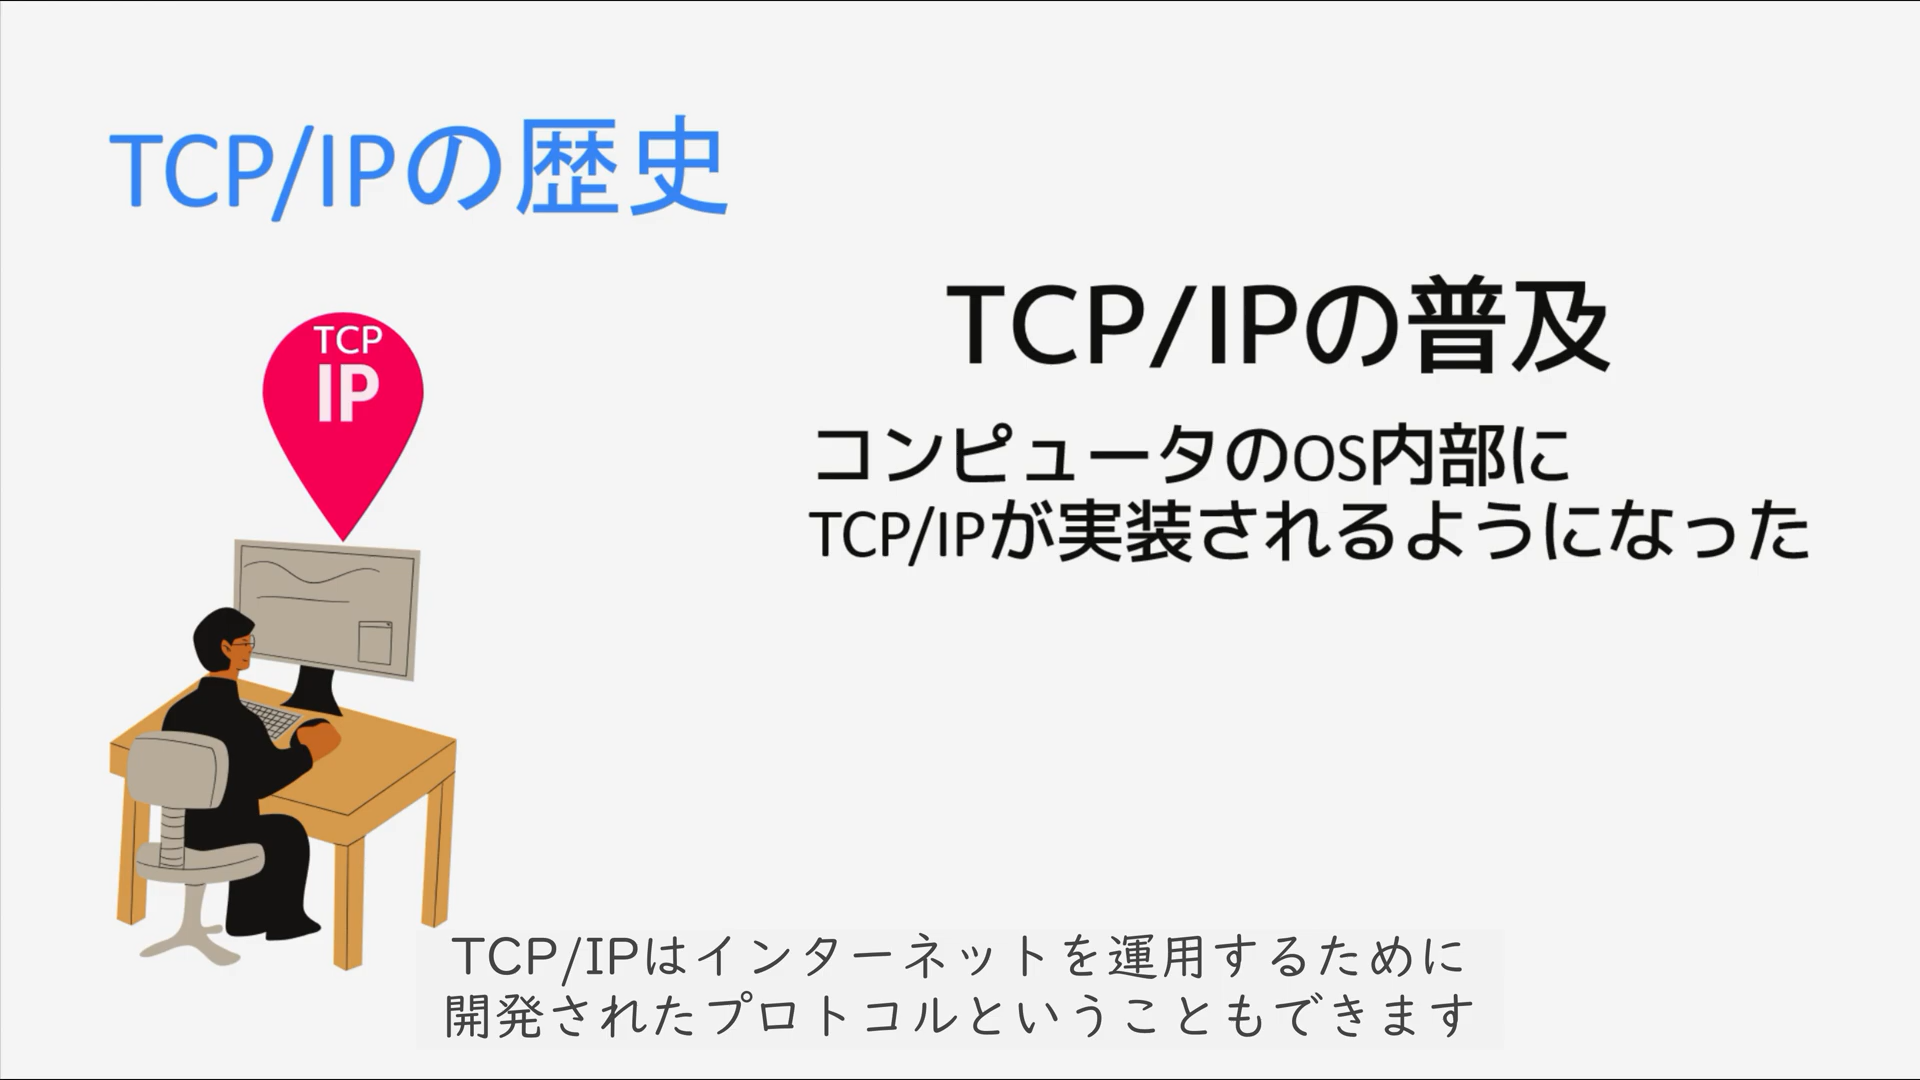 TCP/IPの歴史
TCP/IPの普及
TCP
IP
コンピュータのOS内部に
TCP/IPが実装されるようになった
TCP/IPはインターネットを運用するために
開発されたプロトコルということもできます